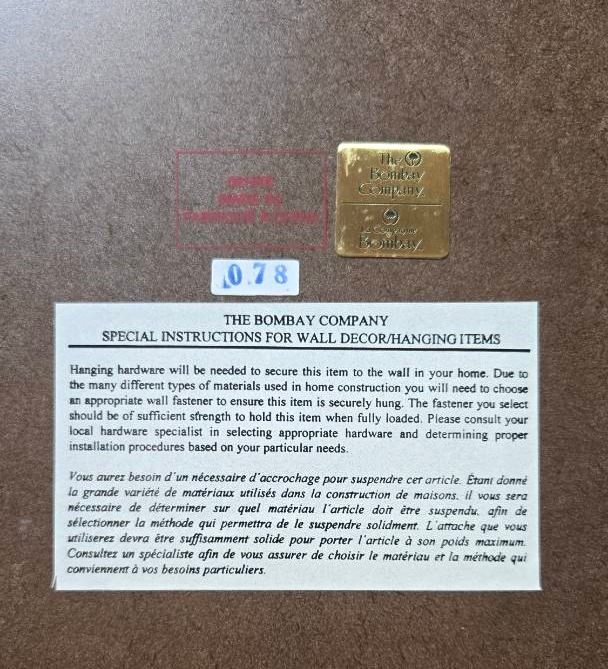 The
Bombay
Company
La Compagnie
Bombay
078
THE BOMBAY COMPANY
SPECIAL INSTRUCTIONS FOR WALL DECOR/HANGING ITEMS
Hanging hardware will be needed to secure this item to the wall in your home. Due to
the many different types of materials used in home construction you will need to choose
an appropriate wall fastener to ensure this item is securely hung. The fastener you select
should be of sufficient strength to hold this item when fully loaded. Please consult your
local hardware specialist in selecting appropriate hardware and determining proper
installation procedures based on your particular needs.
Vous aurez besoin d'un nécessaire d'accrochage pour suspendre cet article. Étant donné
la grande variété de matériaux utilisés dans la construction de maisons, il vous sera
nécessaire de déterminer sur quel matériau l'article doit être suspendu, afin de
sélectionner la méthode qui permettra de le suspendre solidment. L'attache que vous
utiliserez devra être suffisamment solide pour porter l'article à son poids maximum.
Consultez un spécialiste afin de vous assurer de choisir le matériau et la méthode qui
conviennent à vos besoins particuliers.